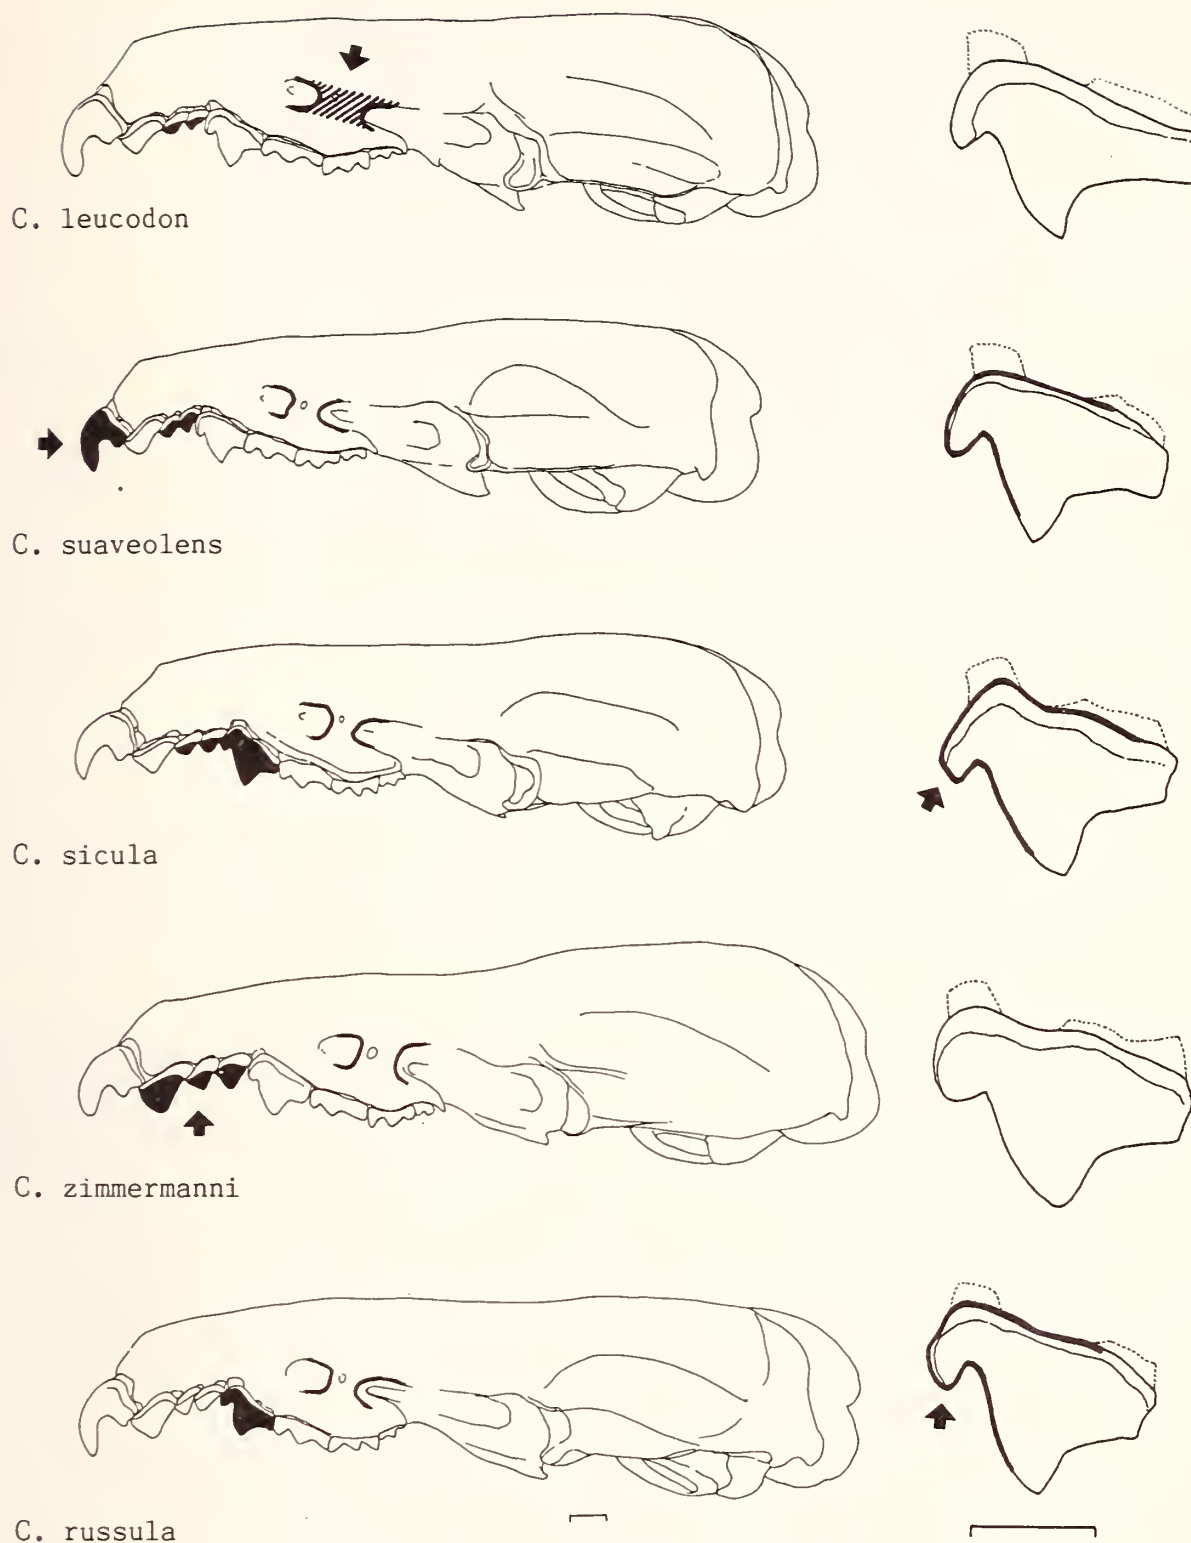 C. leucodon
C. suaveolens
C. sicula
C. zimmermanni
C. russula